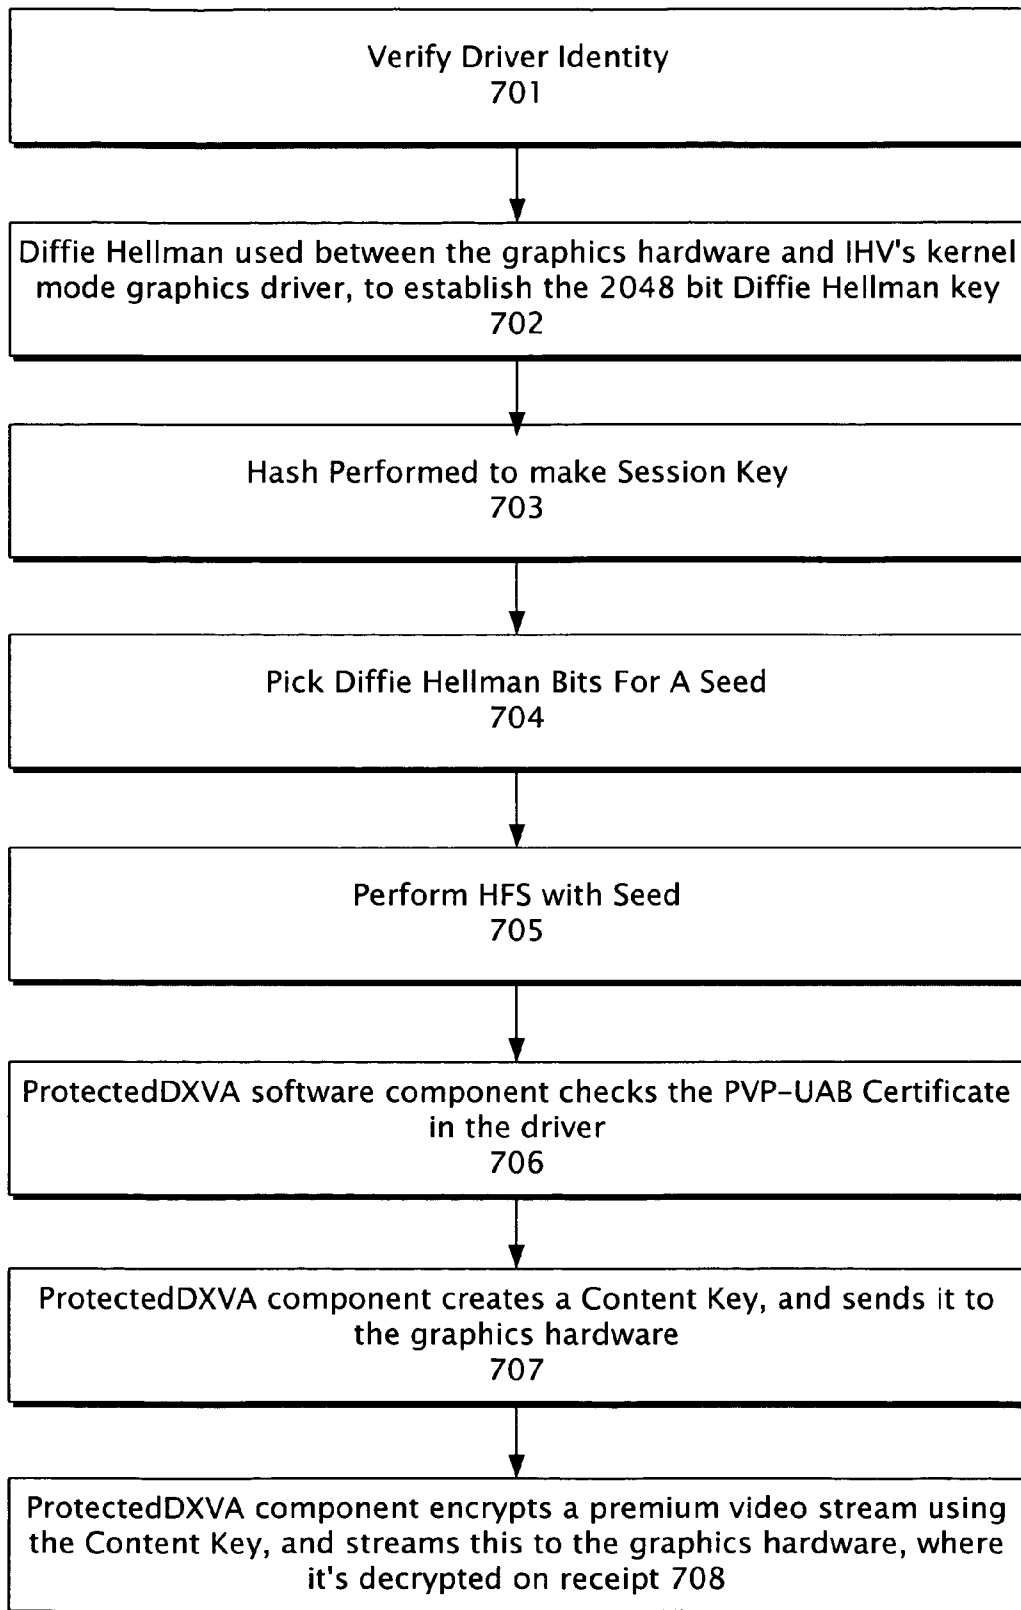 Verify Driver Identity
701
Diffie Hellman used between the graphics hardware and IHV's kernel
mode graphics driver, to establish the 2048 bit Diffie Hellman key
702
Hash Performed to make Session Key
703
Pick Diffie Hellman Bits For A Seed
704
Perform HFS with Seed
705
ProtectedDXVA software component checks the PVP-UAB Certificate
in the driver
706
ProtectedDXVA component creates a Content Key, and sends it to
the graphics hardware
707
ProtectedDXVA component encrypts a premium video stream using
the Content Key, and streams this to the graphics hardware, where
it's decrypted on receipt 708